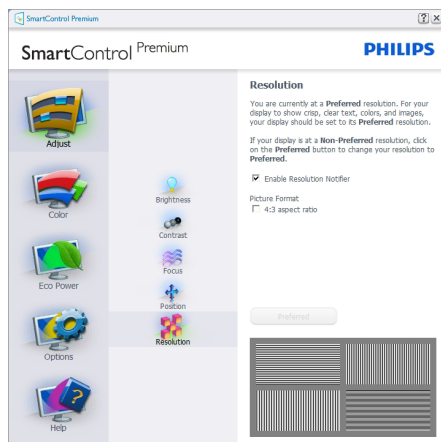 SmartControl Premium
SmartControl Premium
PHILIPS
Adjust
Color
Eco Power
Options
Help
Brightness
Contrast
Focus
Position
Resolution
Resolution
You are currently at a Preferred resolution. For your
display to show crisp, clear text, colors, and images,
your display should be set to its Preferred resolution.
If your display is at a Non-Preferred resolution, click
on the Preferred button to change your resolution to
Preferred.
Enable Resolution Notifier
Picture Format
4:3 aspect ratio
Preferred